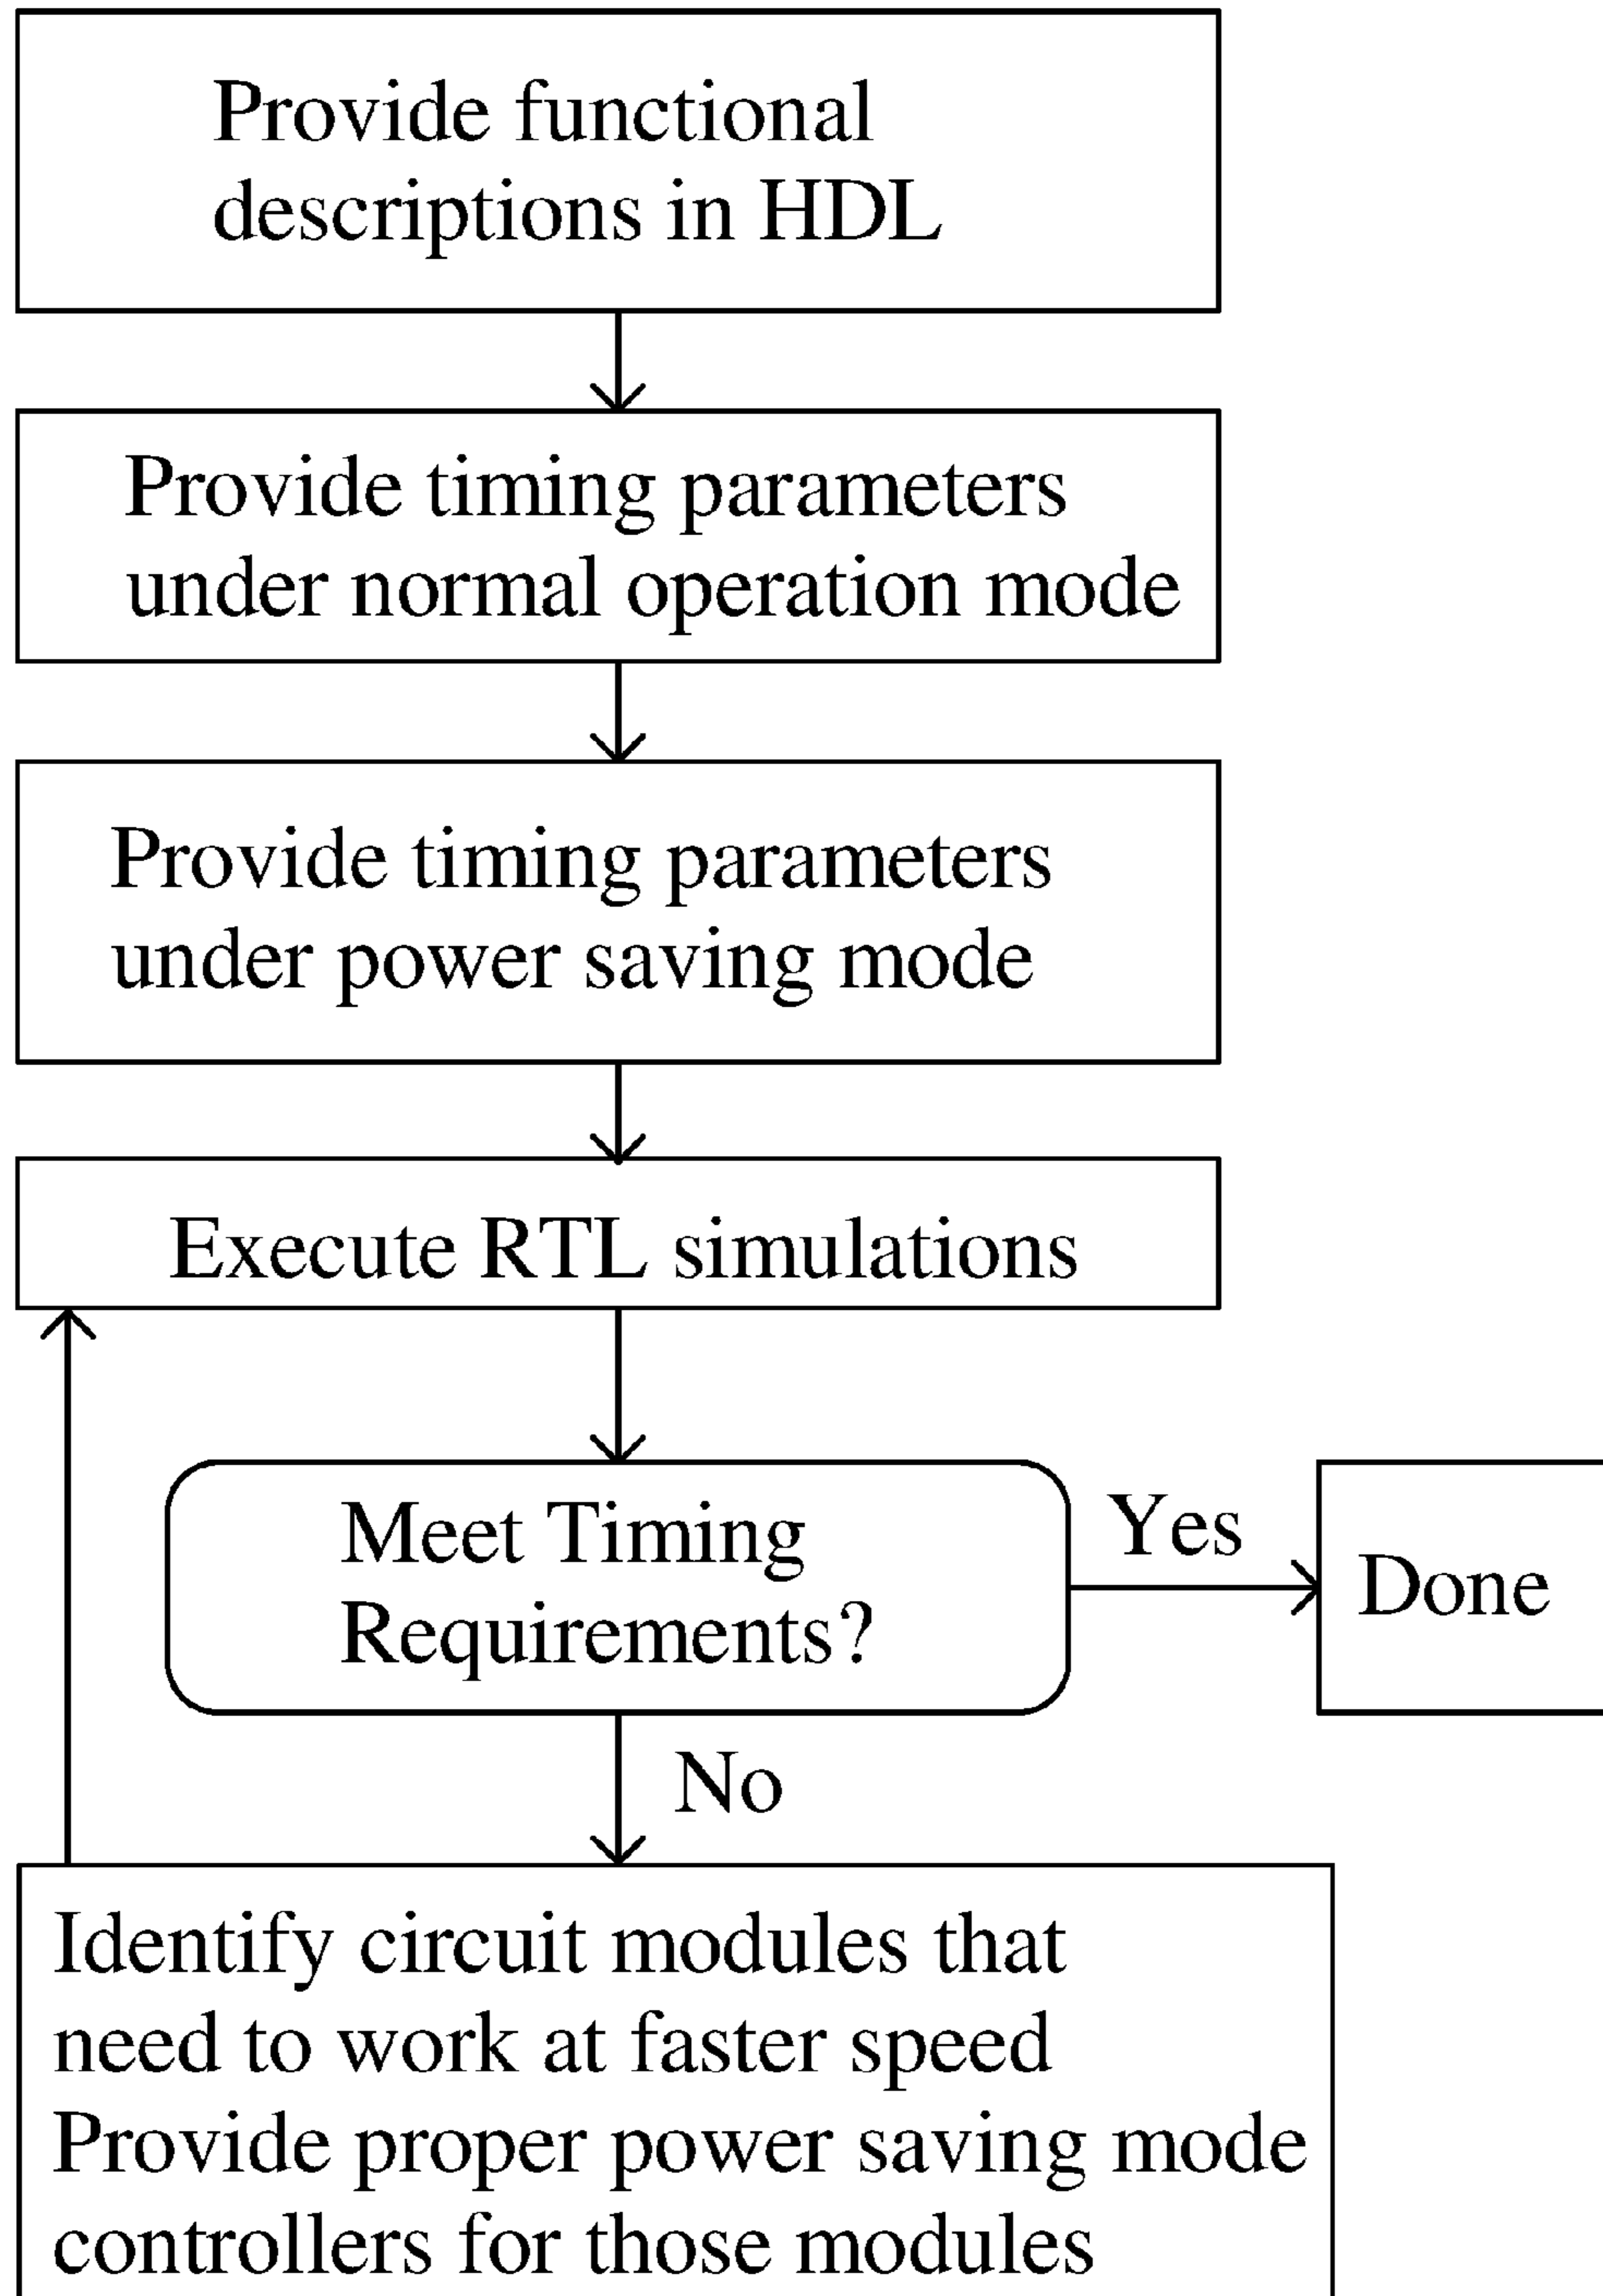 Provide functional
descriptions in HDL
Provide timing parameters
under normal operation mode
Provide timing parameters
under power saving mode
Execute RTL simulations
Meet Timing
Requirements?
Yes
Done
No
Identify circuit modules that
need to work at faster speed
Provide proper power saving mode
controllers for those modules